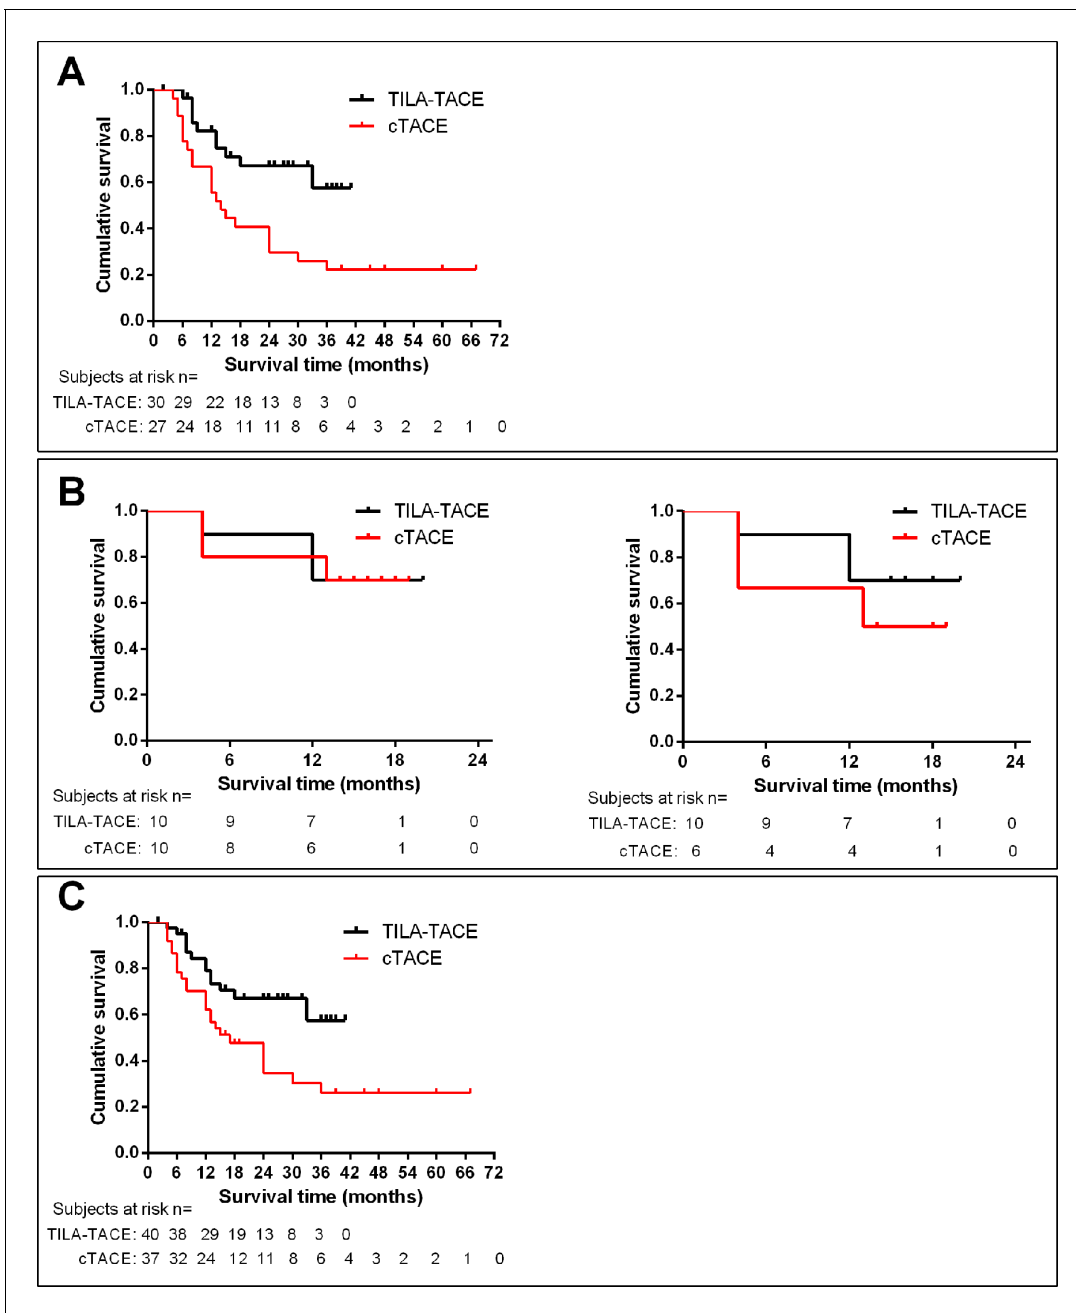 A
TILA-TACE
cTACE
Cumulative survival
1.0
0.8
0.6
0.4
0.2
0.0
0 6 12 18 24 30 36 42 48 54 60 66 72
Survival time (months)
Subjects at risk n=
TILA-TACE: 30 29 22 18 13 8 3 0
cTACE: 27 24 18 11 11 8 6 4 3 2 2 1 0
B
TILA-TACE
cTACE
Cumulative survival
1.0
0.8
0.6
0.4
0.2
0.0
0 6 12 18 24
Survival time (months)
Subjects at risk n=
TILA-TACE: 10 9 7 1 0
cTACE: 10 8 6 1 0
TILA-TACE
cTACE
Cumulative survival
1.0
0.8
0.6
0.4
0.2
0.0
0 6 12 18 24
Survival time (months)
Subjects at risk n=
TILA-TACE: 10 9 7 1 0
cTACE: 6 4 4 1 0
C
TILA-TACE
cTACE
Cumulative survival
1.0
0.8
0.6
0.4
0.2
0.0
0 6 12 18 24 30 36 42 48 54 60 66 72
Survival time (months)
Subjects at risk n=
TILA-TACE: 40 38 29 19 13 8 3 0
cTACE: 37 32 24 12 11 8 6 4 3 2 2 1 0